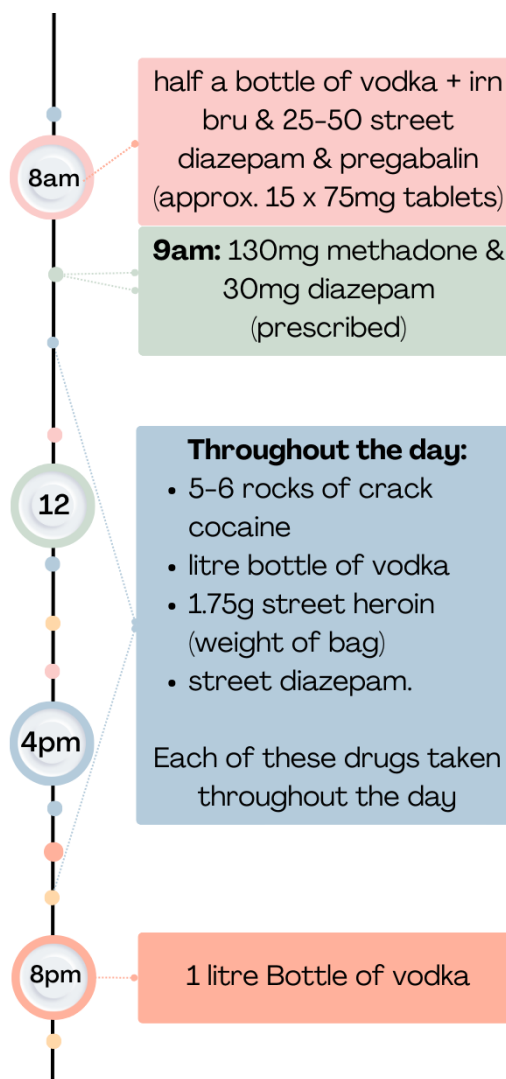 8am
half a bottle of vodka + irn
bru & 25-50 street
diazepam & pregabalin
(approx. 15 x 75mg tablets)
9am: 130mg methadone &
30mg diazepam
(prescribed)
12
Throughout the day:
• 5-6 rocks of crack
cocaine
• litre bottle of vodka
• 1.75g street heroin
(weight of bag)
• street diazepam.
Each of these drugs taken
throughout the day
4pm
8pm
1 litre Bottle of vodka